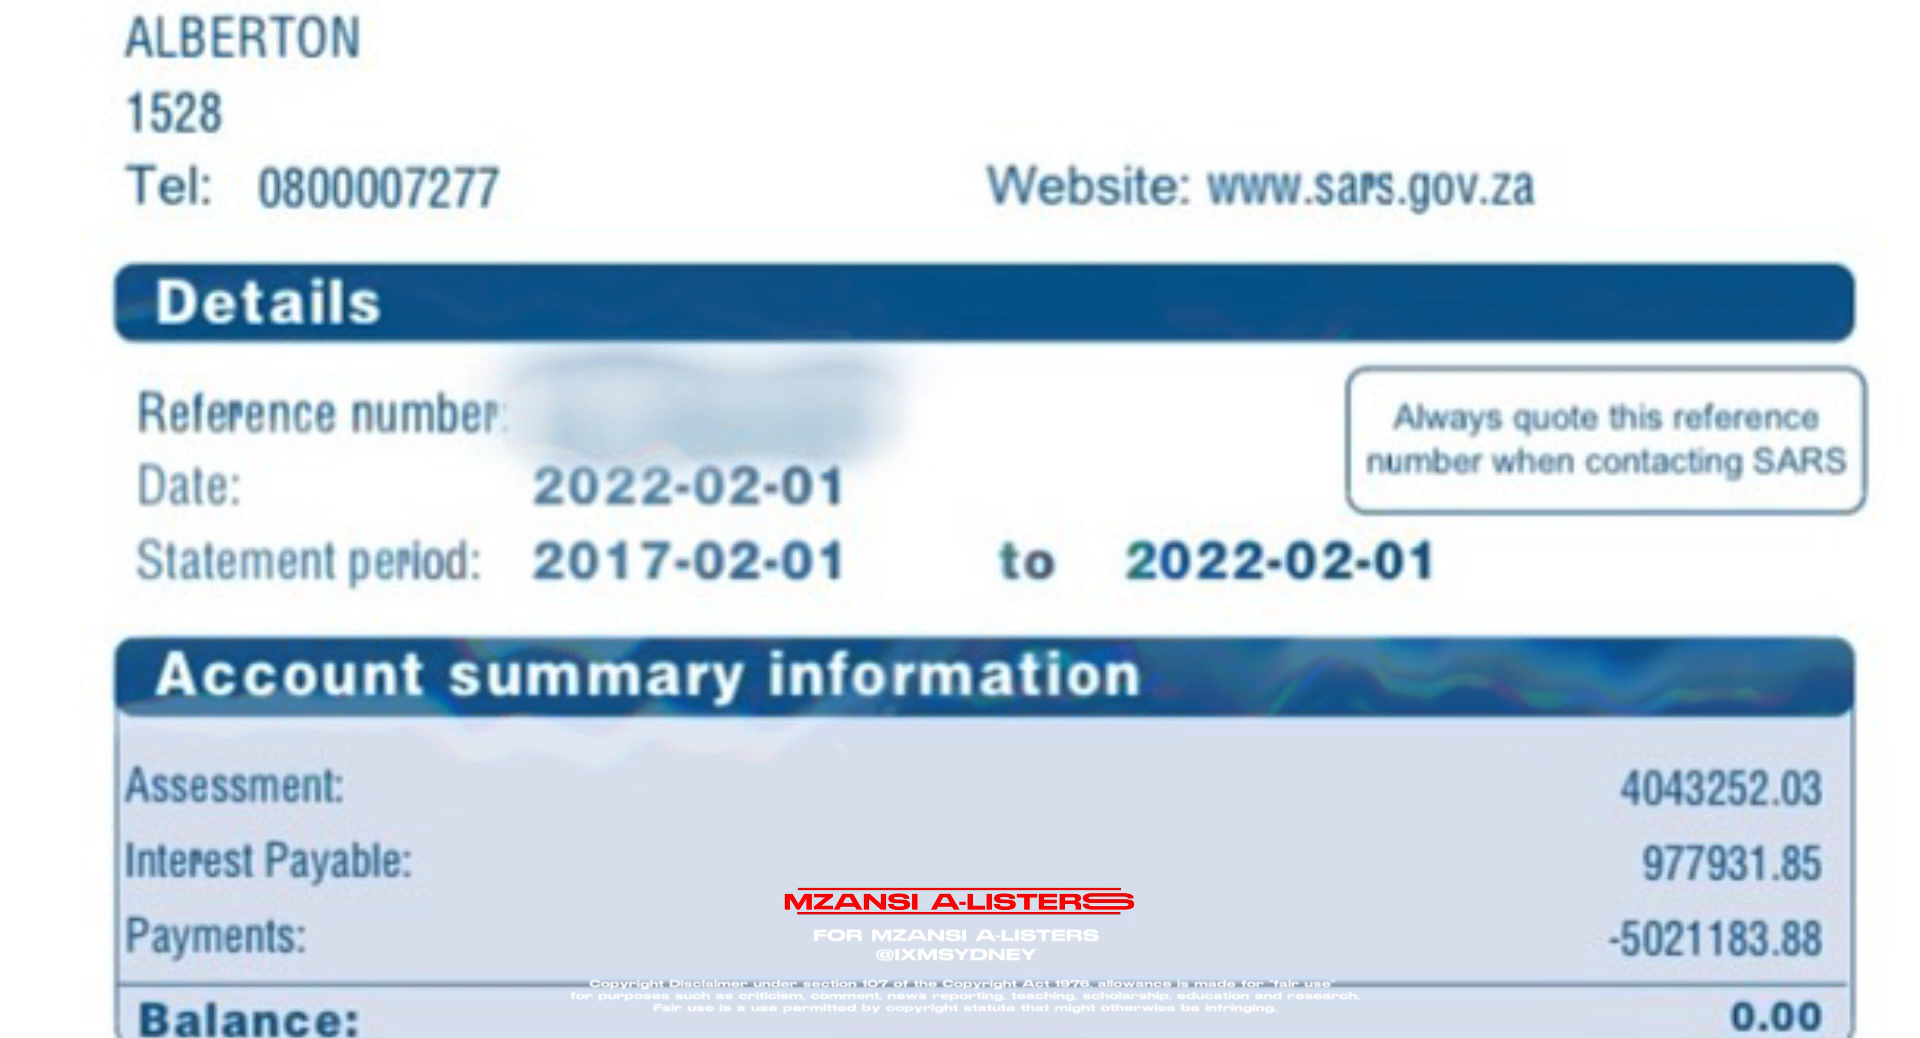 ALBERTON
1528
Tel: 0800007277 Website: www.sars.gov.za
Details
Reference number:
Always quote this reference
number when contacting SARS
Date: 2022-02-01
Statement period: 2017-02-01 to 2022-02-01
Account summary information
Assessment: 4043252.03
Interest Payable: 977931.85
MZANSI A-LISTERS
Payments: -5021183.88
FOR MZANSI A-LISTERS
@IXMSYDNEY
Copyright Disclaimer under section 107 of the Copyright Act 1976, allowance is made for "fair use"
for purposes such as criticism, comment, news reporting, teaching, scholarship, education and research.
Fair use is a use permitted by copyright statute that might otherwise be infringing.
Balance: 0.00